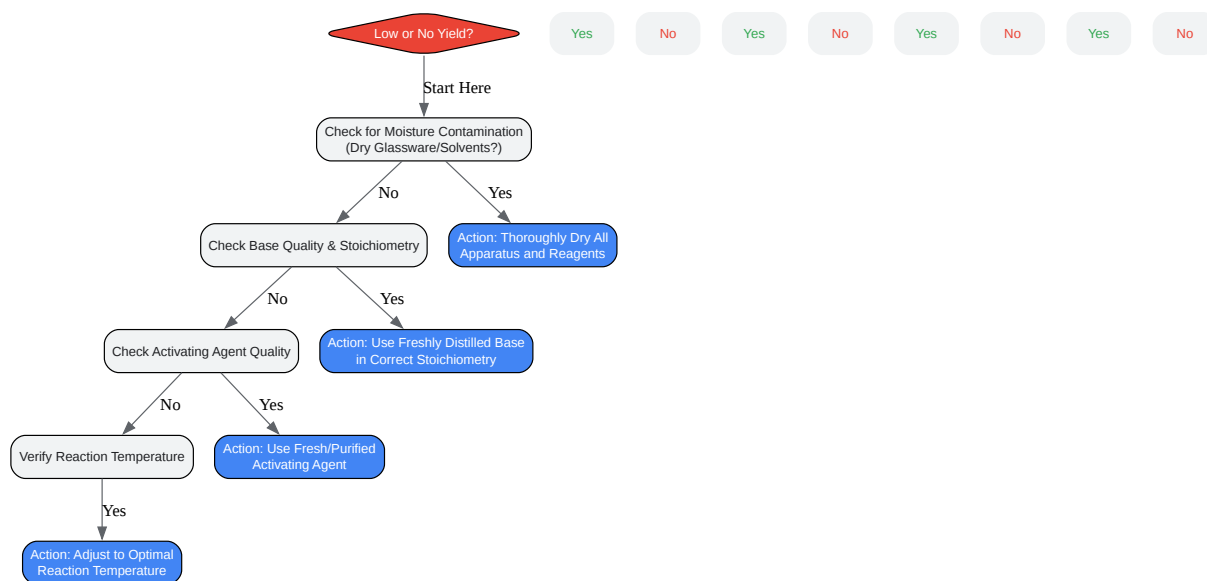 Low or No Yield?
Yes
No
Yes
No
Yes
No
Yes
No
Start Here
Check for Moisture Contamination
(Dry Glassware/Solvents?)
No
Yes
Check Base Quality & Stoichiometry
Action: Thoroughly Dry All
Apparatus and Reagents
No
Yes
Check Activating Agent Quality
Action: Use Freshly Distilled Base
in Correct Stoichiometry
No
Yes
Verify Reaction Temperature
Action: Use Fresh/Purified
Activating Agent
Yes
Action: Adjust to Optimal
Reaction Temperature